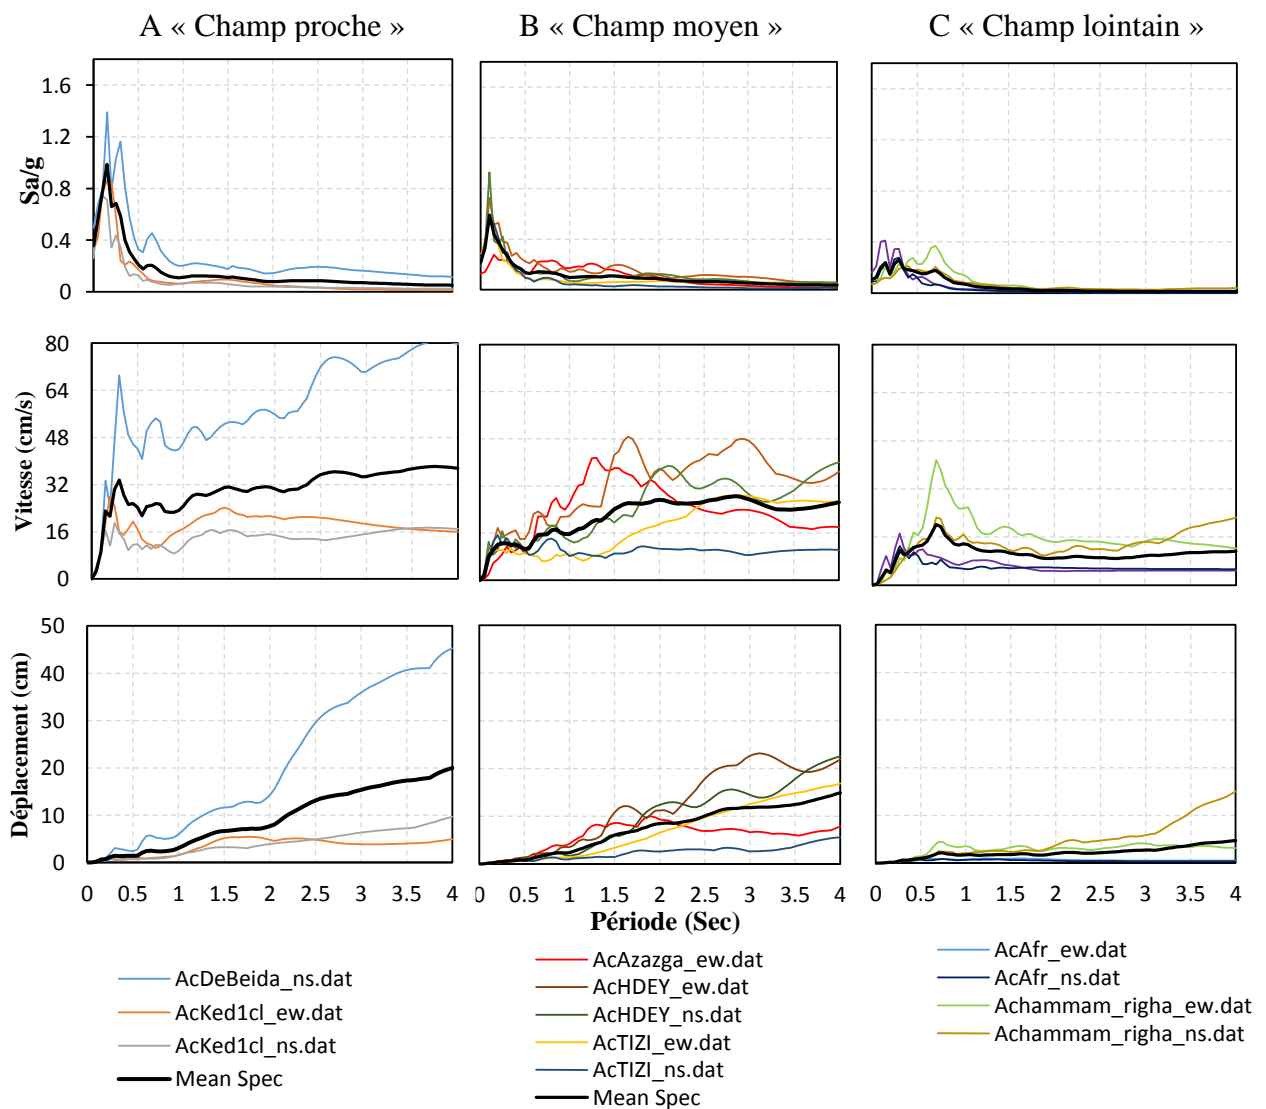 A « Champ proche »
B « Champ moyen »
C « Champ lointain »
Sa/g
1.6
1.2
0.8
0.4
0
Vitesse (cm/s)
80
64
48
32
16
0
Déplacement (cm)
50
40
30
20
10
0
0 0.5 1 1.5 2 2.5 3 3.5 4
0 0.5 1 1.5 2 2.5 3 3.5 4
0 0.5 1 1.5 2 2.5 3 3.5 4
Période (Sec)
AcDeBeida_ns.dat
AcKed1cl_ew.dat
AcKed1cl_ns.dat
Mean Spec
AcAzazga_ew.dat
AcHDEY_ew.dat
AcHDEY_ns.dat
AcTIZI_ew.dat
AcTIZI_ns.dat
Mean Spec
AcAfr_ew.dat
AcAfr_ns.dat
Achammam_righa_ew.dat
Achammam_righa_ns.dat